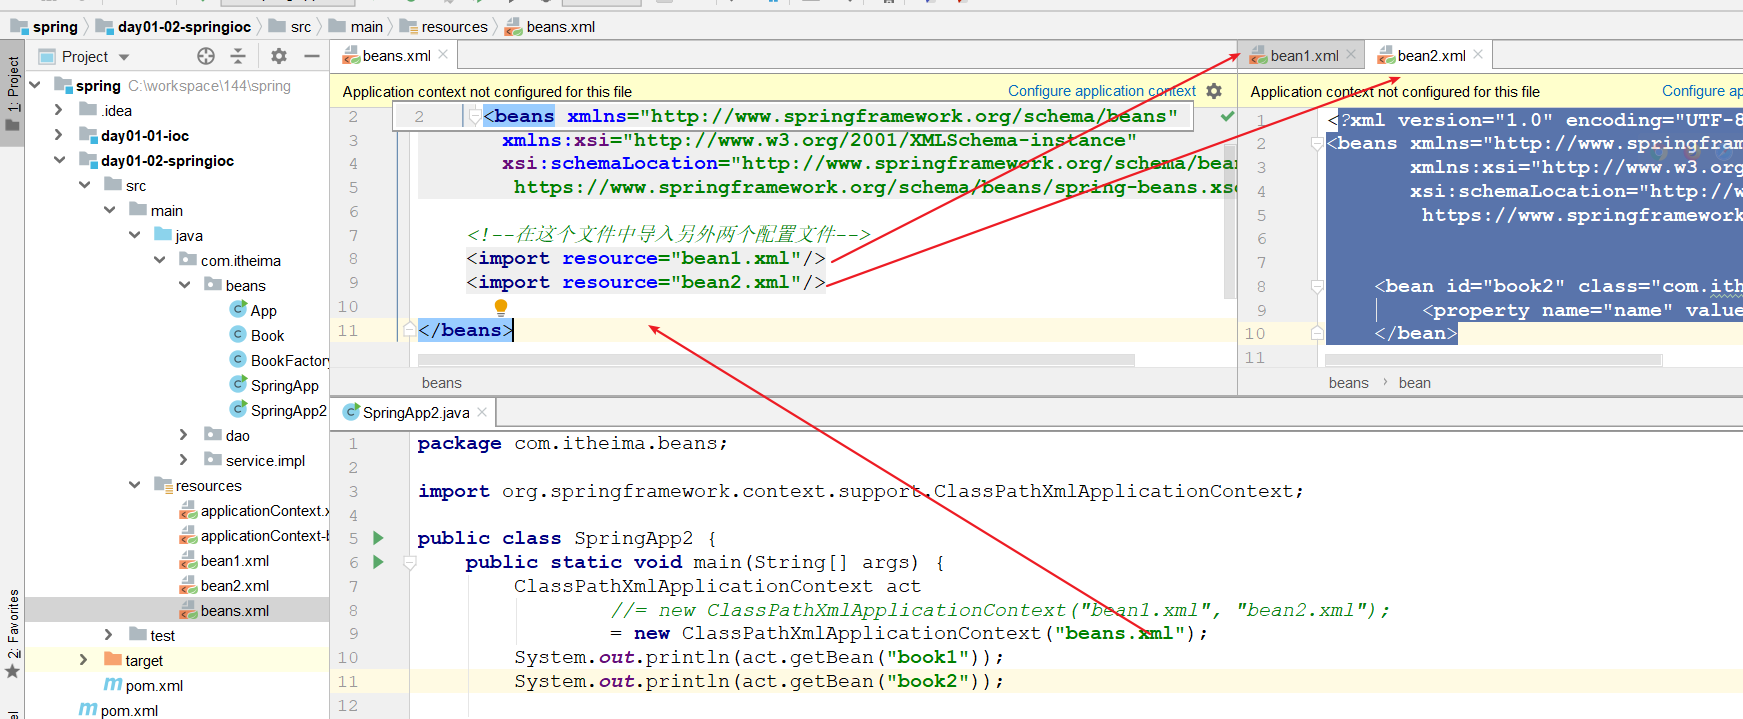 spring
day01-02-springioc
src
main
resources
beans.xml
1: Project
2: Favorites
Project
spring C:\workspace\144\spring
.idea
day01-01-ioc
day01-02-springioc
src
main
java
com.itheima
beans
App
Book
BookFactory
SpringApp
SpringApp2
dao
service.impl
resources
applicationContext.x
applicationContext-b
bean1.xml
bean2.xml
beans.xml
test
target
pom.xml
pom.xml
beans.xml
Application context not configured for this file
Configure application context
2
2 <beans xmlns="http://www.springframework.org/schema/beans"
3 xmlns:xsi="http://www.w3.org/2001/XMLSchema-instance"
4 xsi:schemaLocation="http://www.springframework.org/schema/bean
5 https://www.springframework.org/schema/beans/spring-beans.xsd
6
7 <!--在这个文件中导入另外两个配置文件-->
8 <import resource="bean1.xml"/>
9 <import resource="bean2.xml"/>
10
11 </beans>
beans
bean1.xml
bean2.xml
Application context not configured for this file
Configure ap
1 <?xml version="1.0" encoding="UTF-8
2 <beans xmlns="http://www.springfram
3 xmlns:xsi="http://www.w3.org
4 xsi:schemaLocation="http://w
5 https://www.springframework
6
7
8 <bean id="book2" class="com.ithe
9 <property name="name" value
10 </bean>
11
beans › bean
SpringApp2.java
1 package com.itheima.beans;
2
3 import org.springframework.context.support.ClassPathXmlApplicationContext;
4
5 public class SpringApp2 {
6 public static void main(String[] args) {
7 ClassPathXmlApplicationContext act
8 //= new ClassPathXmlApplicationContext("bean1.xml", "bean2.xml");
9 = new ClassPathXmlApplicationContext("beans.xml");
10 System.out.println(act.getBean("book1"));
11 System.out.println(act.getBean("book2"));
12